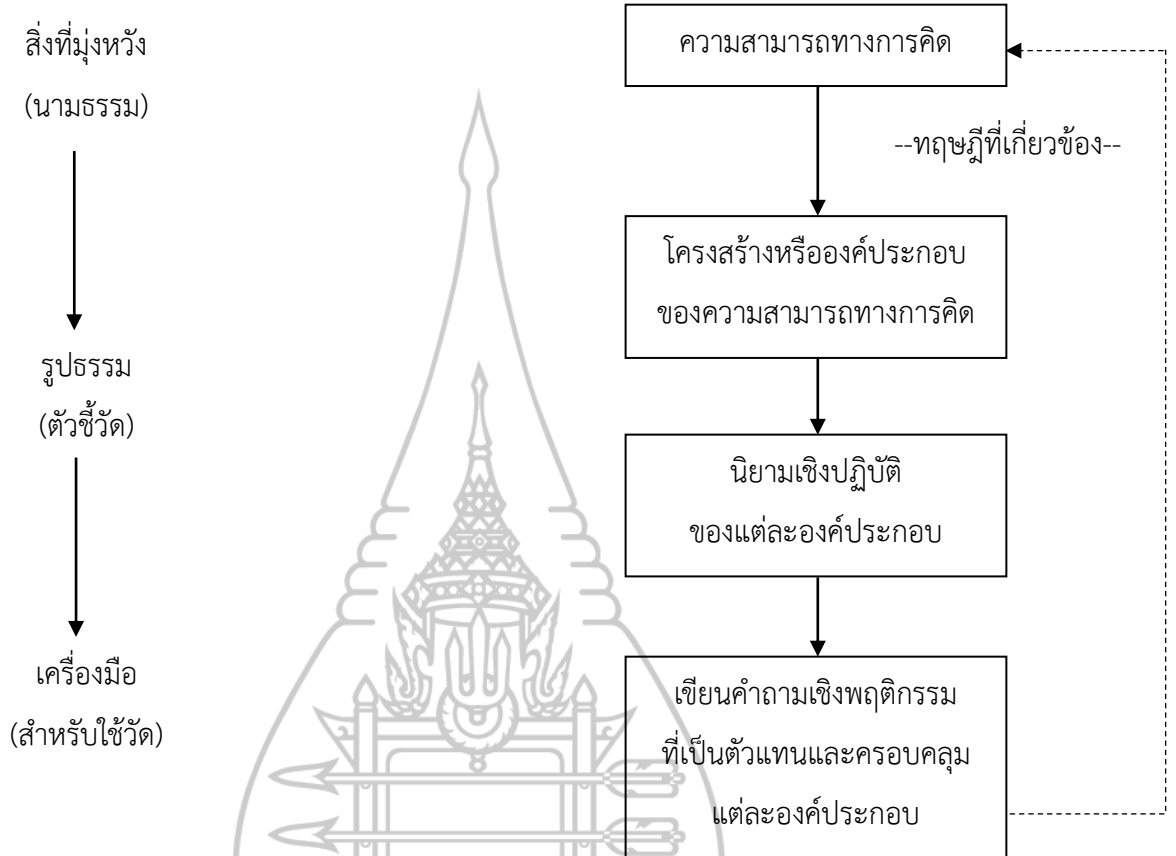 สิ่งที่มุ่งหวัง
(นามธรรม)
รูปธรรม
(ตัวชี้วัด)
เครื่องมือ
(สำหรับใช้วัด)
ความสามารถทางการคิด
--ทฤษฎีที่เกี่ยวข้อง--
โครงสร้างหรือองค์ประกอบ
ของความสามารถทางการคิด
นิยามเชิงปฏิบัติ
ของแต่ละองค์ประกอบ
เขียนคำถามเชิงพฤติกรรม
ที่เป็นตัวแทนและครอบคลุม
แต่ละองค์ประกอบ